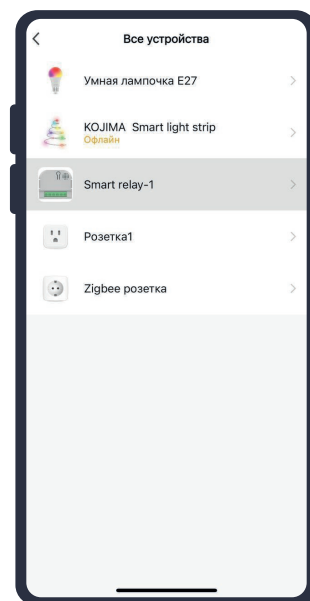 Все устройства
Умная лампочка E27
KOJIMA Smart light strip
Офлайн
Smart relay-1
Розетка1
Zigbee розетка